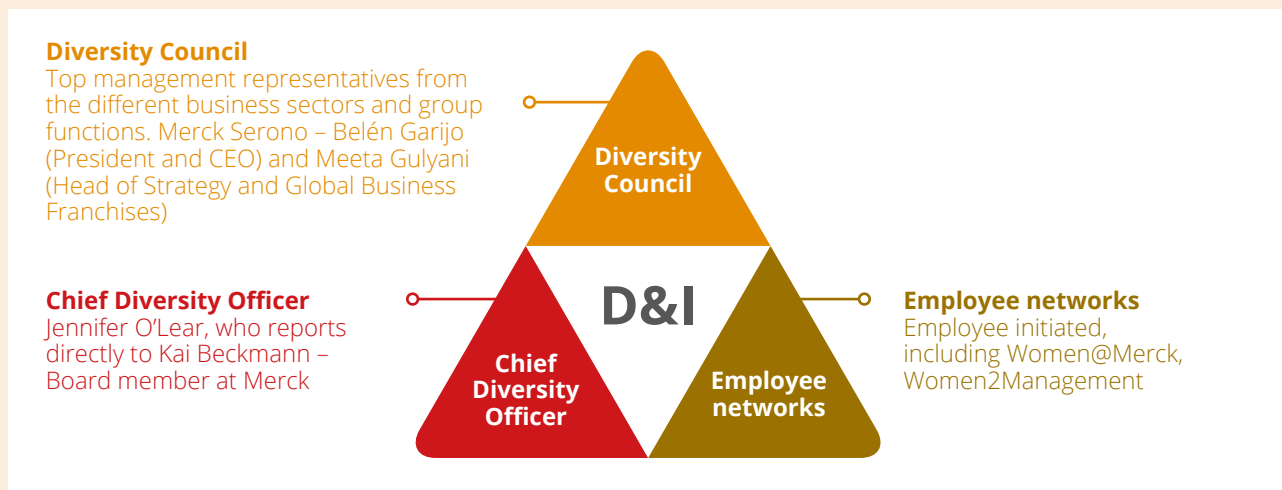 Diversity Council
Top management representatives from
the different business sectors and group
functions. Merck Serono – Belén Garijo
(President and CEO) and Meeta Gulyani
(Head of Strategy and Global Business
Franchises)
Diversity
Council
Chief Diversity Officer
Jennifer O’Lear, who reports
directly to Kai Beckmann –
Board member at Merck
D&I
Chief
Diversity
Officer
Employee
networks
Employee networks
Employee initiated,
including Women@Merck,
Women2Management